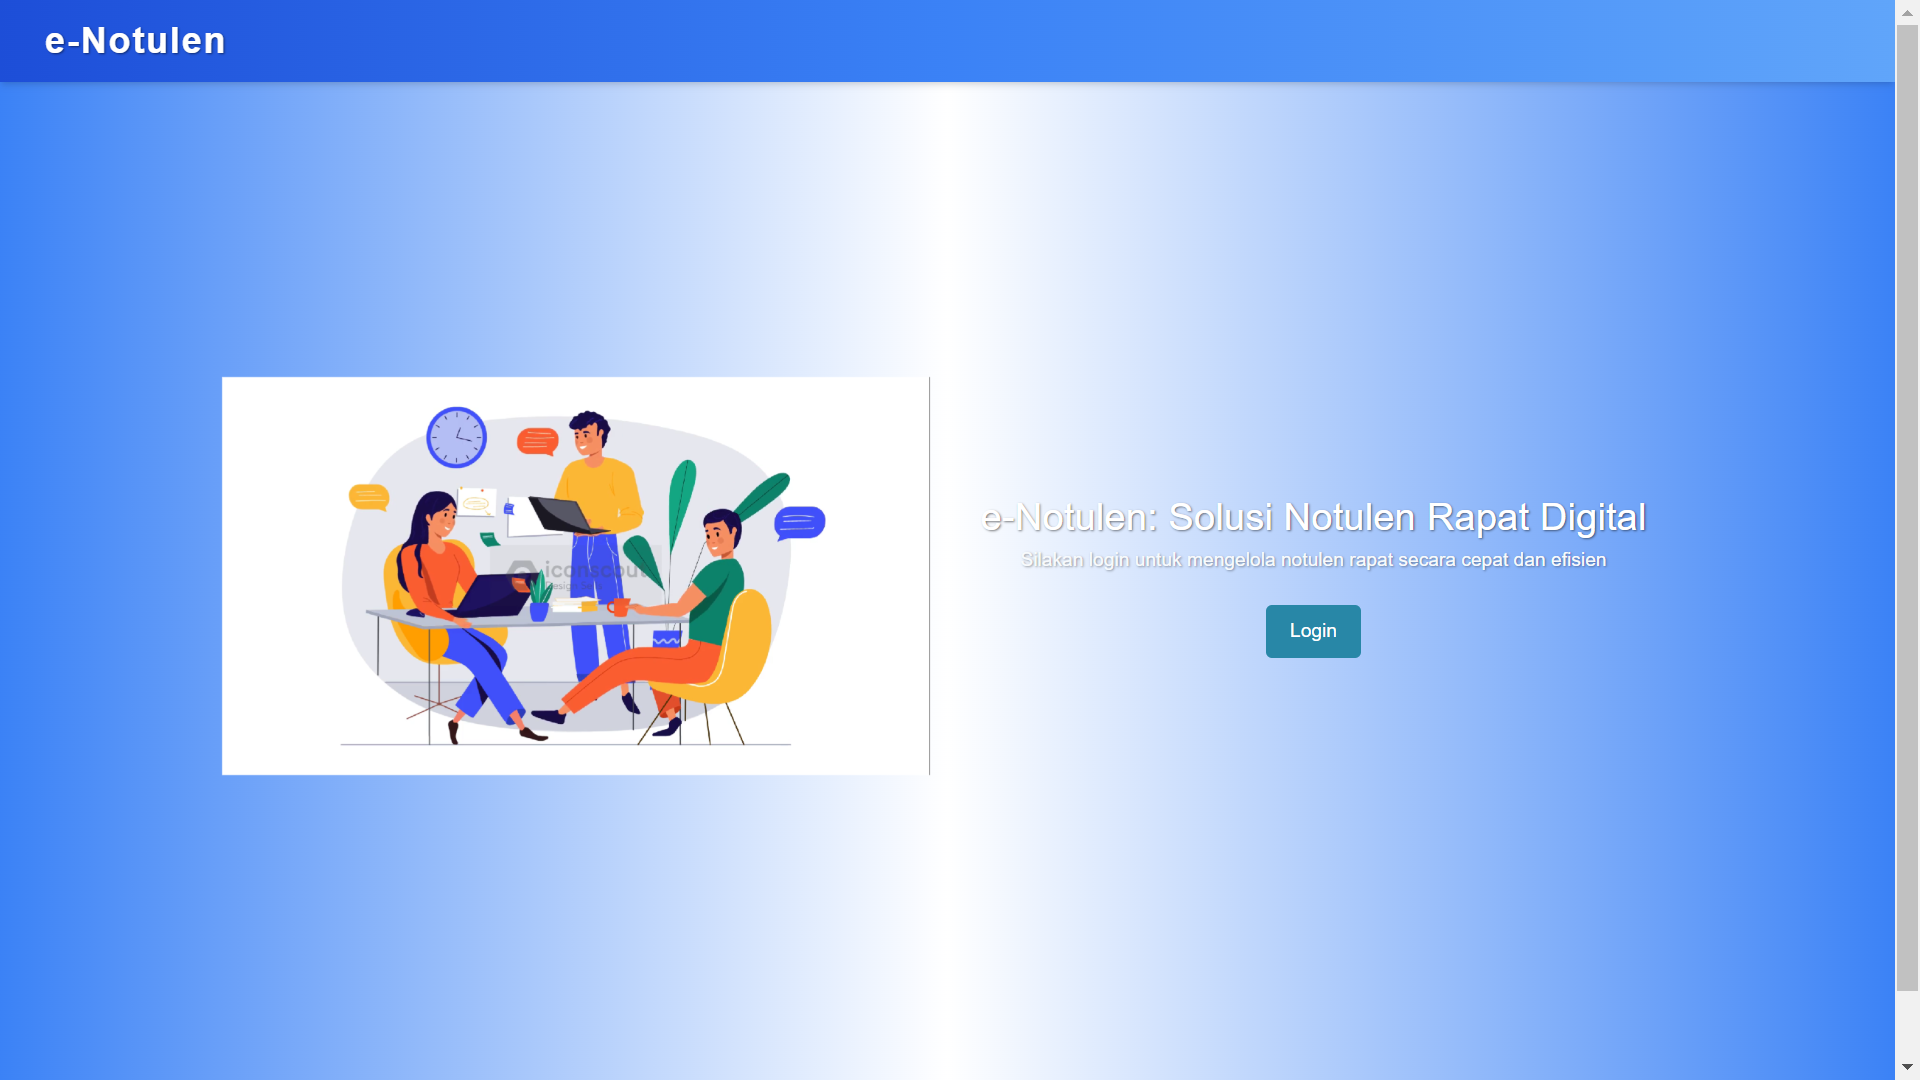 e-Notulen
iconscout
e-Notulen: Solusi Notulen Rapat Digital
Silakan login untuk mengelola notulen rapat secara cepat dan efisien
Login